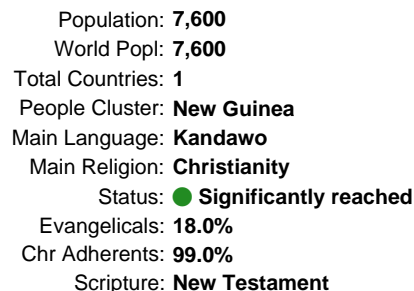 Population: 7,600
World Popl: 7,600
Total Countries: 1
People Cluster: New Guinea
Main Language: Kandawo
Main Religion: Christianity
Status: Significantly reached
Evangelicals: 18.0%
Chr Adherents: 99.0%
Scripture: New Testament